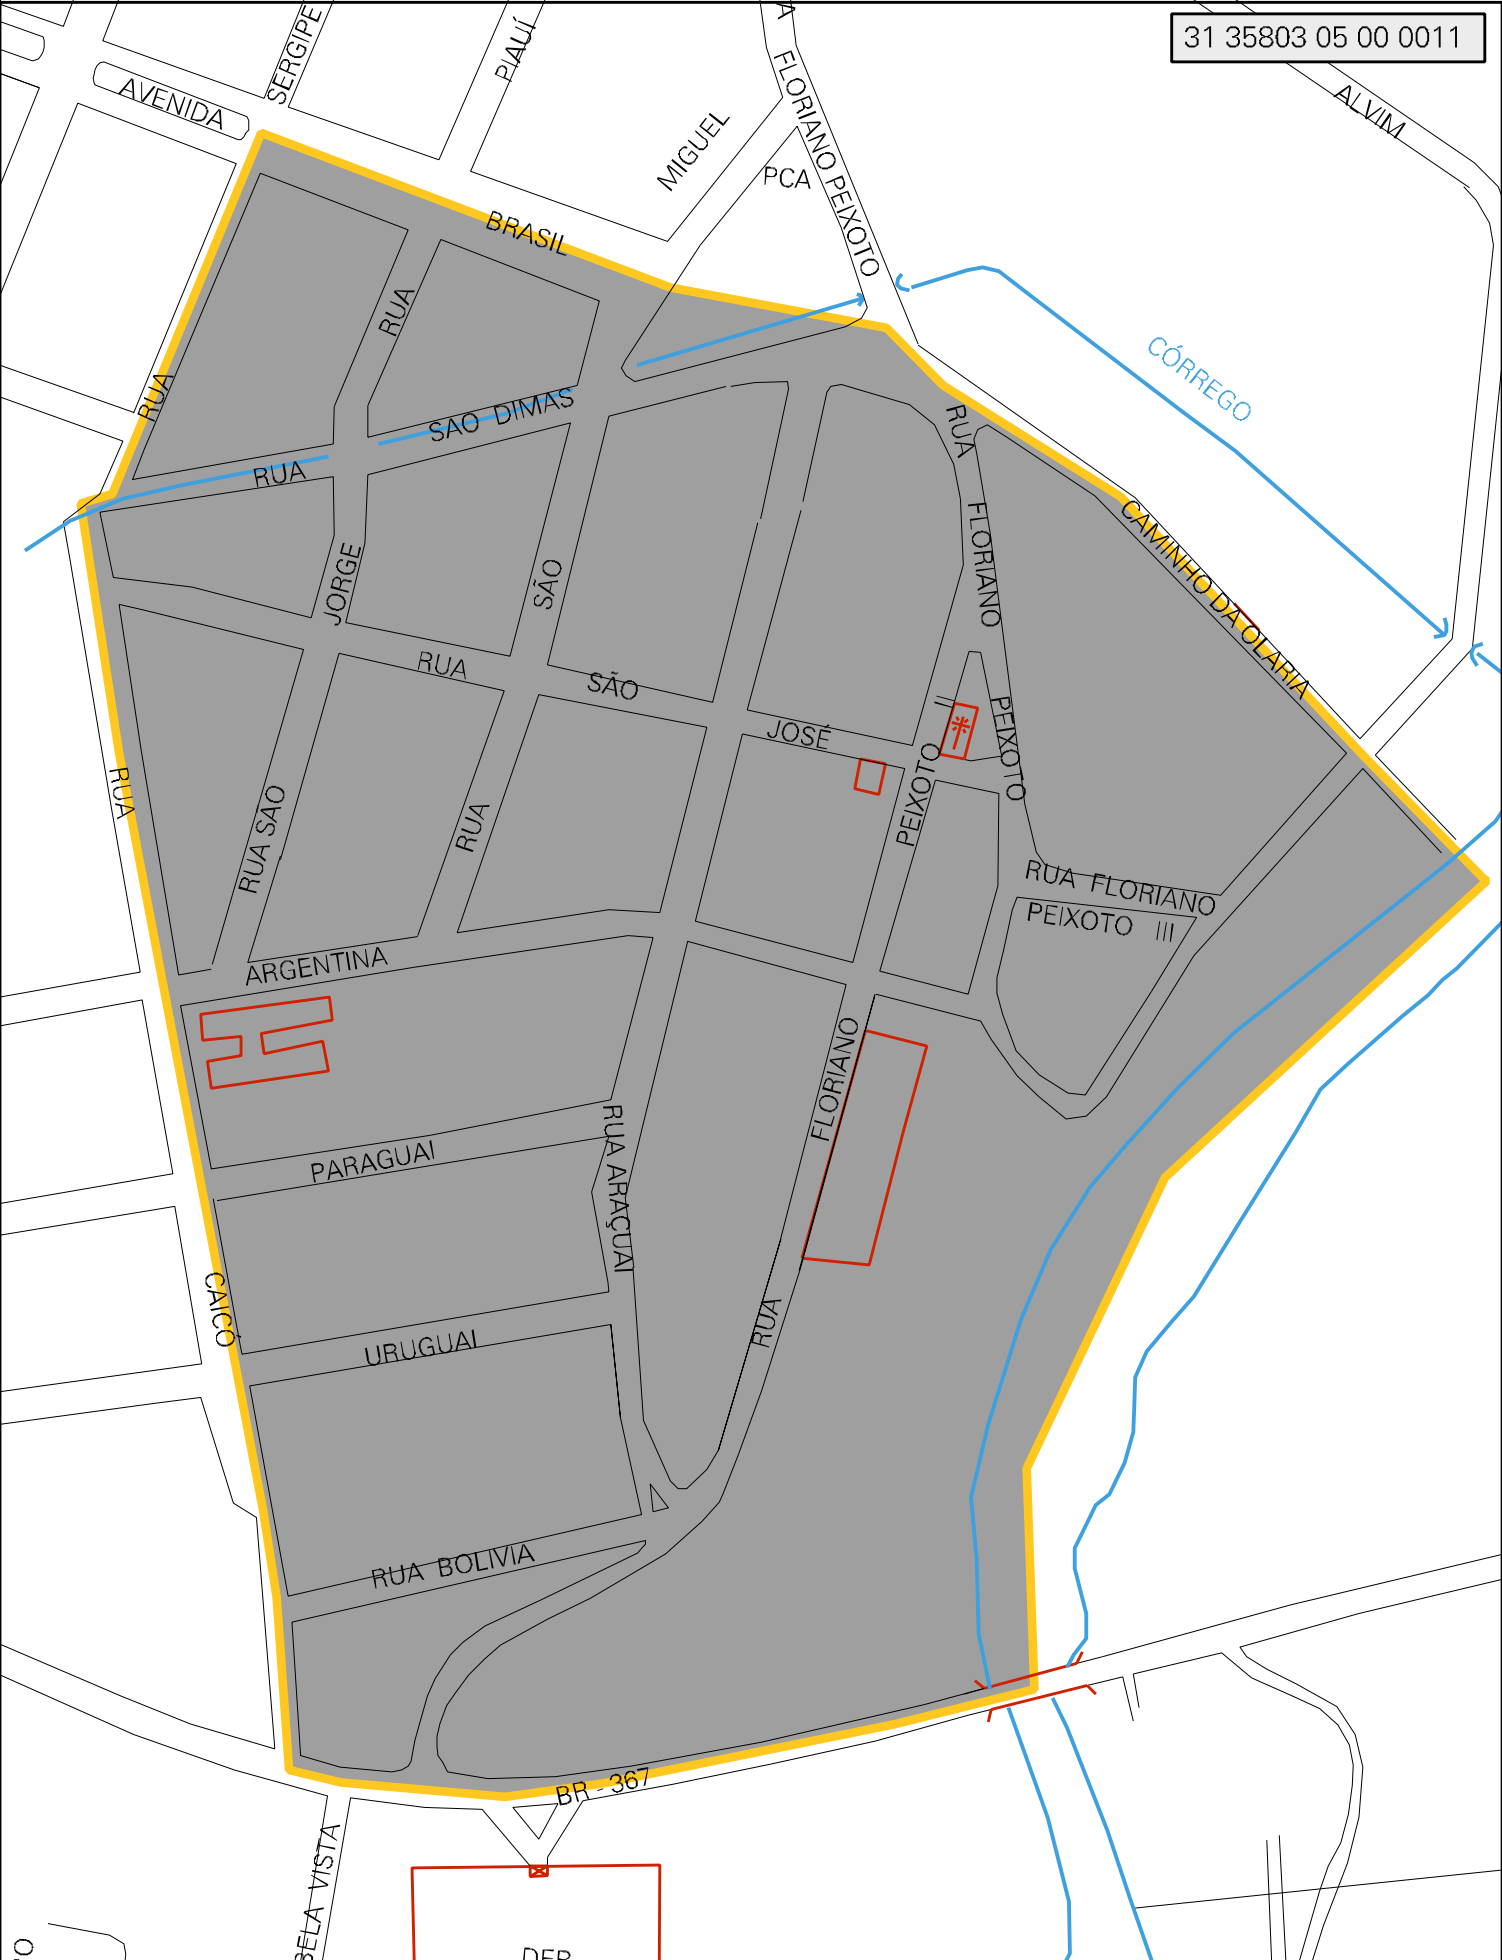 31 35803 05 00 0011
SERGIPE
PIAUÍ
AVENIDA
MIGUEL
FLORIANO PEIXOTO
PCA
ALVIM
BRASIL
RUA
RUA
CÓRREGO
SAO DIMAS
RUA
RUA
JORGE
SÃO
FLORIANO
CAMINHO DA OLARIA
RUA
SÃO
JOSÉ
II
PEIXOTO
PEIXOTO
RUA
RUA SAO
RUA
RUA FLORIANO
PEIXOTO III
ARGENTINA
FLORIANO
PARAGUAI
RUA ARAÇUAI
CAICÓ
URUGUAI
RUA
RUA BOLIVIA
BR - 367
BELA VISTA
DER